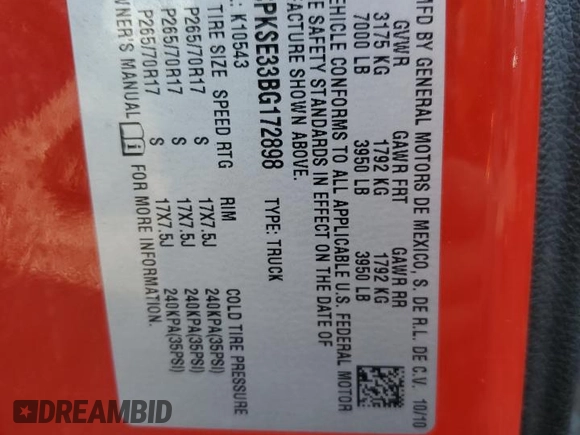 MFD BY GENERAL MOTORS DE MEXICO, S. DE R.L. DE C.V. 10/10
GVWR GAWR FRT GAWR RR
3175 KG 1792 KG 1792 KG
7000 LB 3950 LB 3950 LB
VEHICLE CONFORMS TO ALL APPLICABLE U.S. FEDERAL MOTOR
SAFETY STANDARDS IN EFFECT ON THE DATE OF
FACTURE SHOWN ABOVE.
PKSE33BG172898 TYPE: TRUCK
: K10543
TIRE SIZE SPEED RTG RIM COLD TIRE PRESSURE
P265/70R17 S 17X7.5J 240KPA(35PSI)
P265/70R17 S 17X7.5J 240KPA(35PSI)
P265/70R17 S 17X7.5J 240KPA(35PSI)
WNER'S MANUAL FOR MORE INFORMATION.
DREAMBID